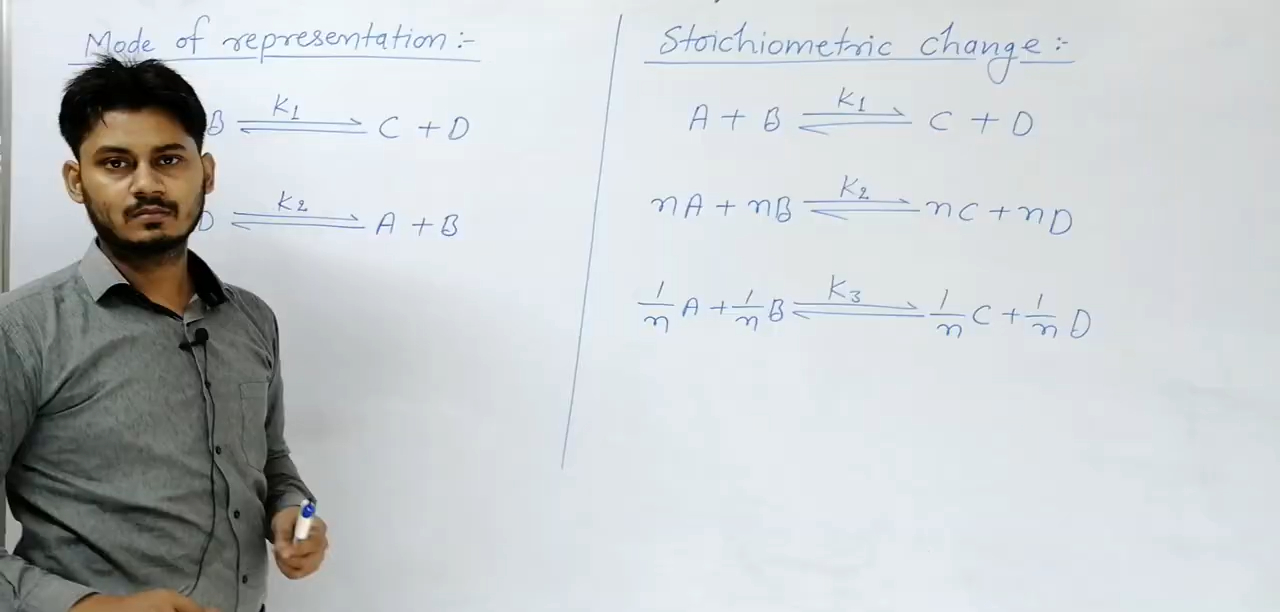 Mode of representation:-
B ⇌ K1 C + D
D ⇌ K2 A + B
Stoichiometric change:-
A + B ⇌ K1 C + D
nA + nB ⇌ K2 nC + nD
1/n A + 1/n B ⇌ K3 1/n C + 1/n D